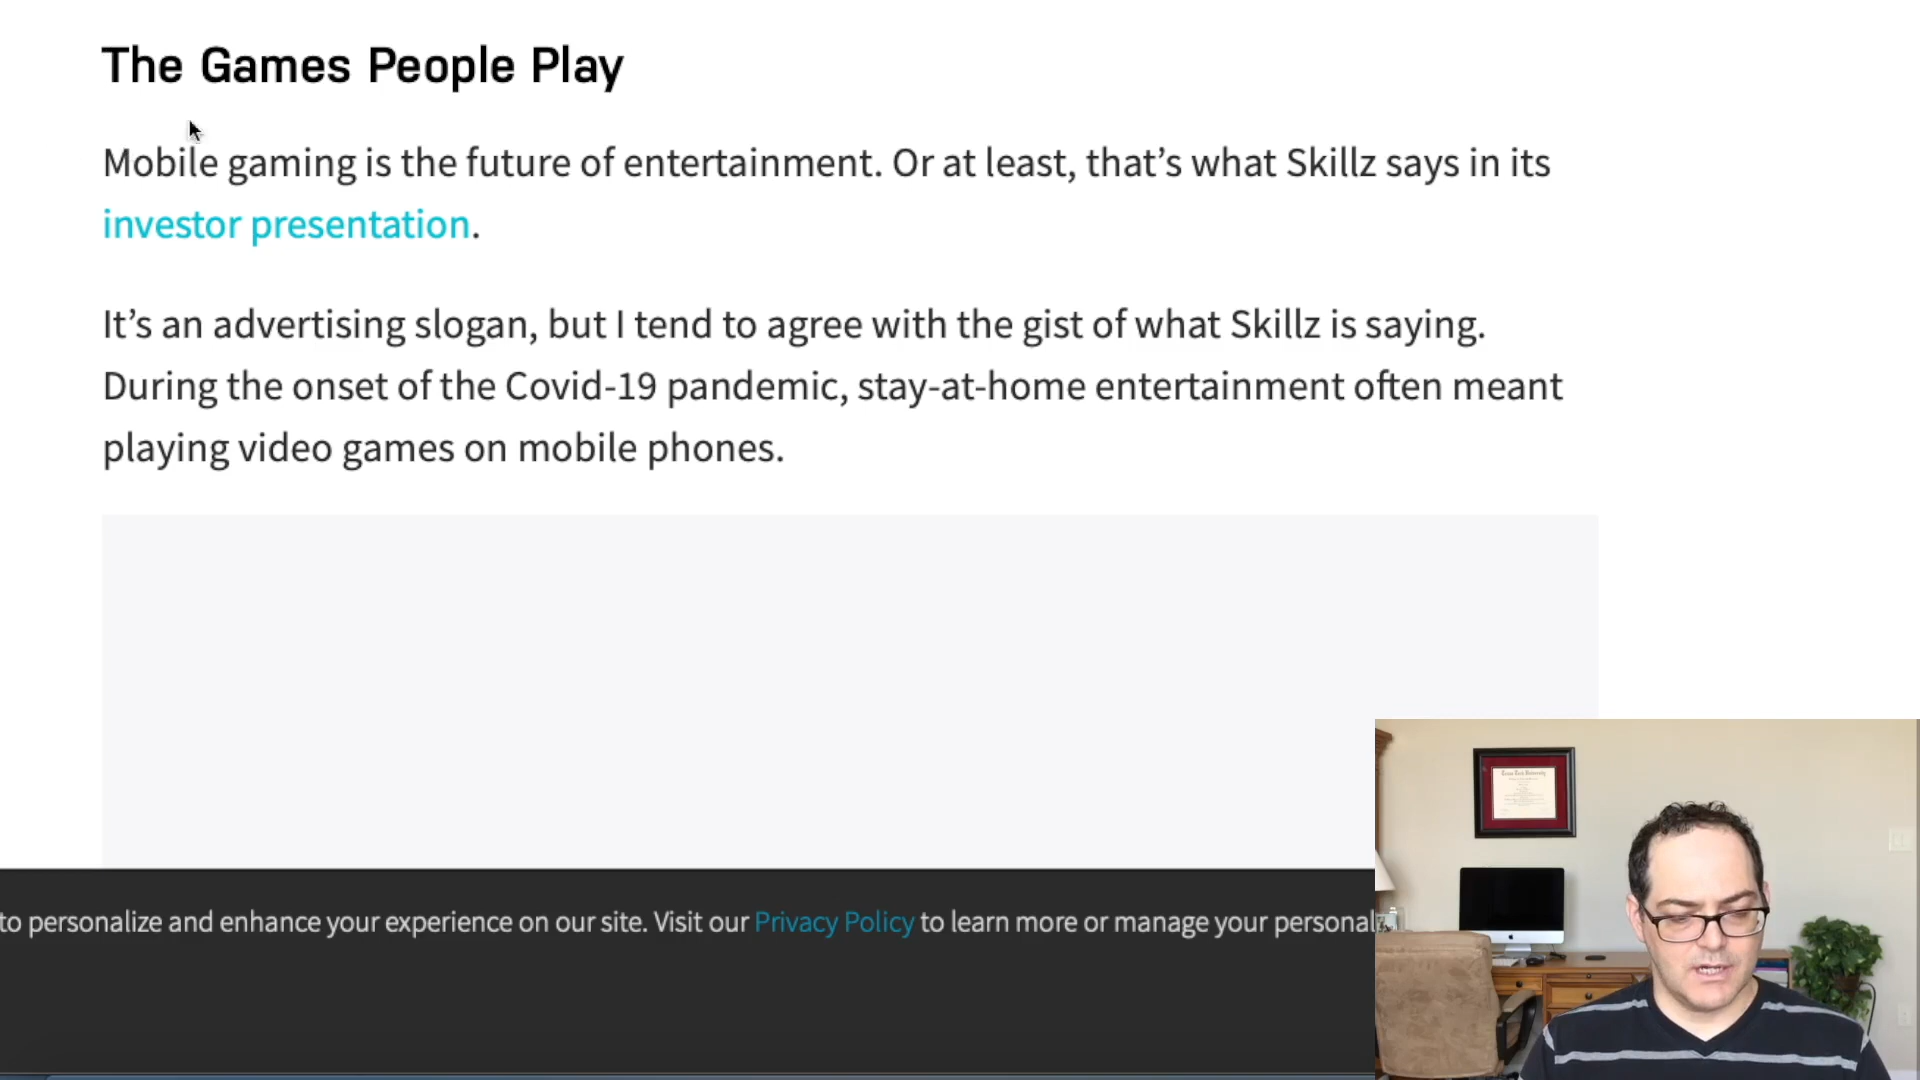 The Games People Play
Mobile gaming is the future of entertainment. Or at least, that’s what Skillz says in its
investor presentation.
It’s an advertising slogan, but I tend to agree with the gist of what Skillz is saying.
During the onset of the Covid-19 pandemic, stay-at-home entertainment often meant
playing video games on mobile phones.
to personalize and enhance your experience on our site. Visit our Privacy Policy to learn more or manage your personal
Texas Tech University